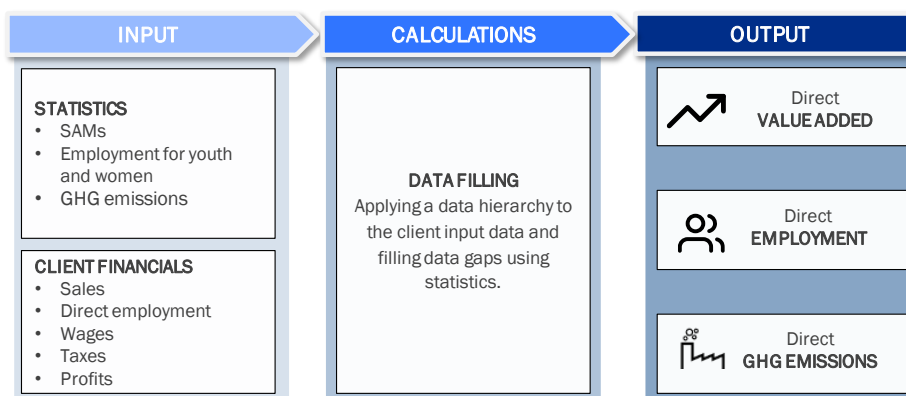 INPUT
CALCULATIONS
OUTPUT
STATISTICS
• SAMs
• Employment for youth
and women
• GHG emissions
CLIENT FINANCIALS
• Sales
• Direct employment
• Wages
• Taxes
• Profits
DATA FILLING
Applying a data hierarchy to
the client input data and
filling data gaps using
statistics.
Direct
VALUE ADDED
Direct
EMPLOYMENT
Direct
GHG EMISSIONS